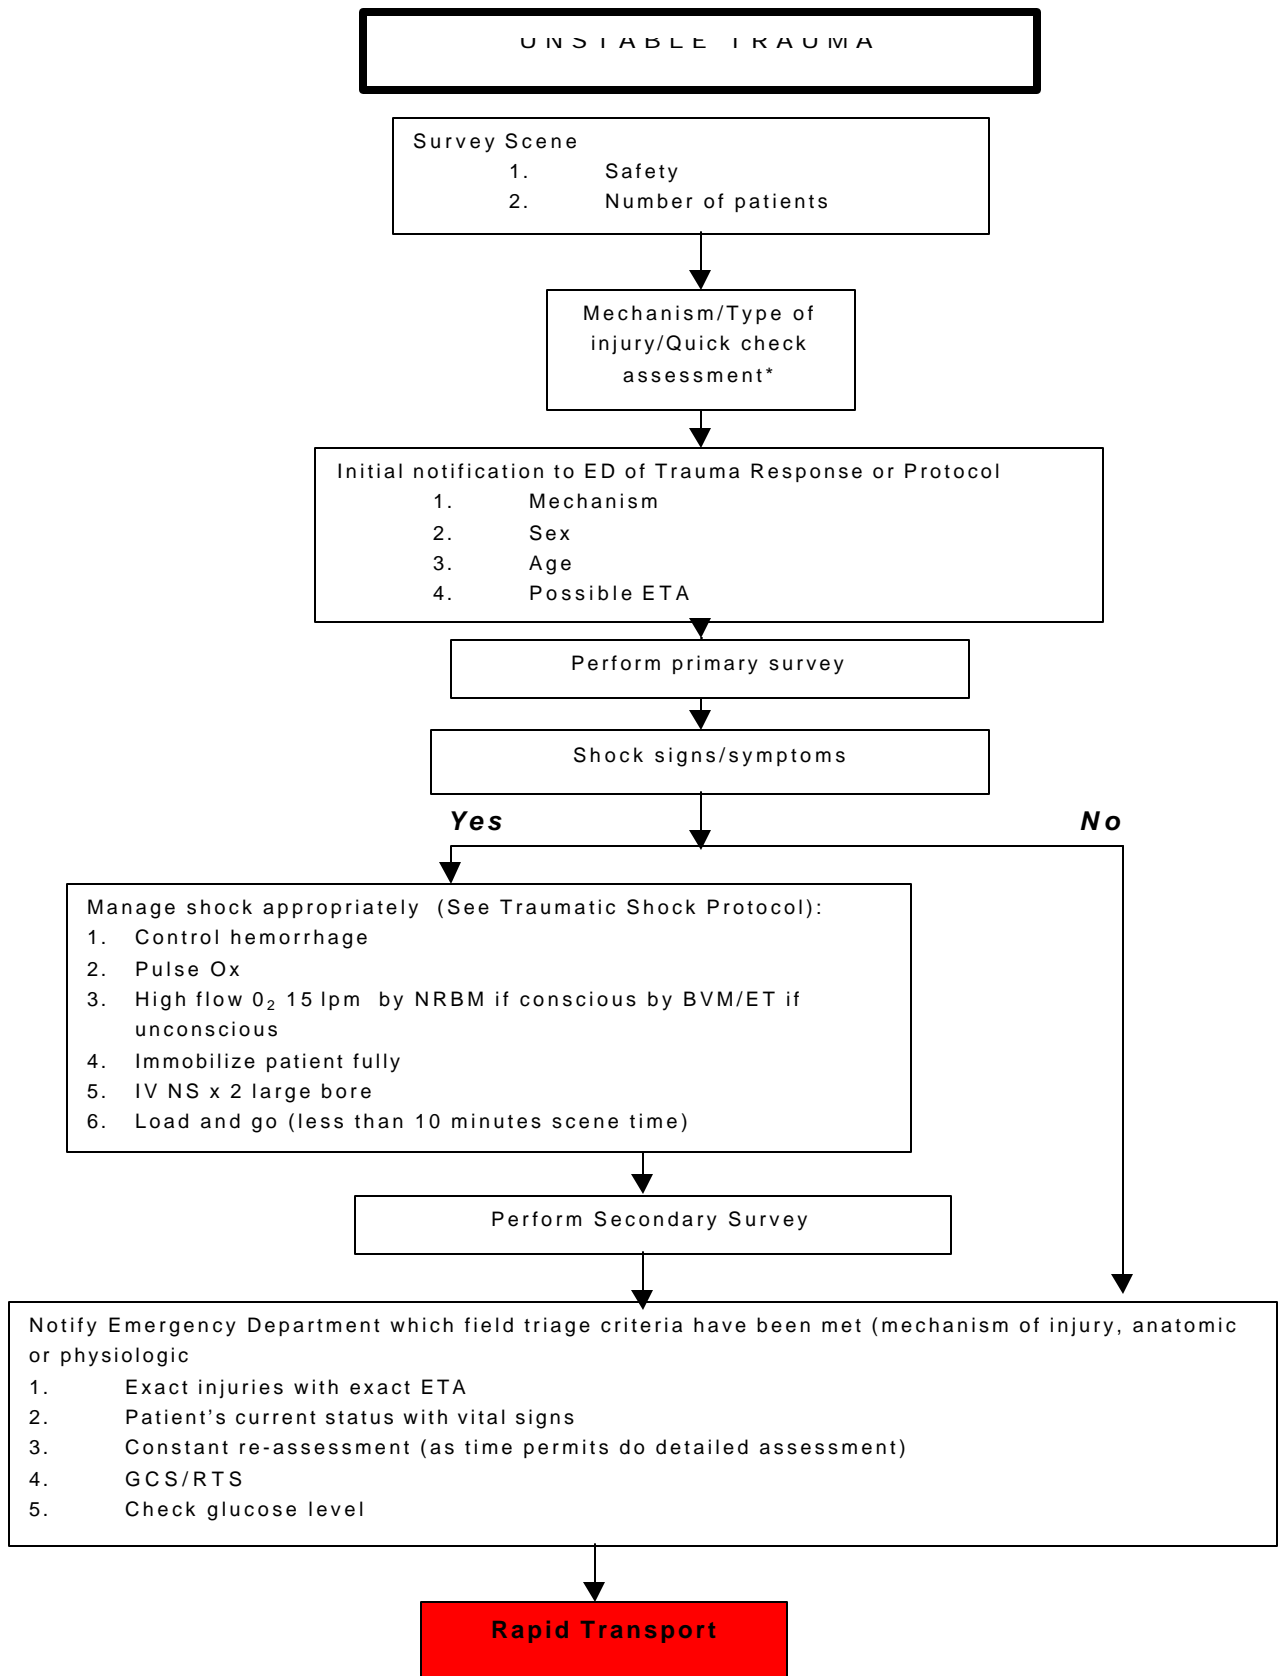 UNSTABLE TRAUMA
Survey Scene
1. Safety
2. Number of patients
Mechanism/Type of
injury/Quick check
assessment*
Initial notification to ED of Trauma Response or Protocol
1. Mechanism
2. Sex
3. Age
4. Possible ETA
Perform primary survey
Shock signs/symptoms
Yes
No
Manage shock appropriately (See Traumatic Shock Protocol):
1. Control hemorrhage
2. Pulse Ox
3. High flow 0₂ 15 lpm by NRBM if conscious by BVM/ET if
unconscious
4. Immobilize patient fully
5. IV NS x 2 large bore
6. Load and go (less than 10 minutes scene time)
Perform Secondary Survey
Notify Emergency Department which field triage criteria have been met (mechanism of injury, anatomic
or physiologic
1. Exact injuries with exact ETA
2. Patient's current status with vital signs
3. Constant re-assessment (as time permits do detailed assessment)
4. GCS/RTS
5. Check glucose level
Rapid Transport